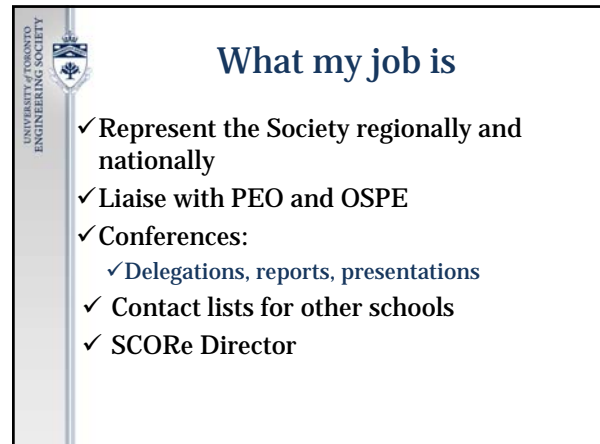 UNIVERSITY of TORONTO
ENGINEERING SOCIETY
What my job is
✓Represent the Society regionally and
nationally
✓Liaise with PEO and OSPE
✓Conferences:
✓Delegations, reports, presentations
✓ Contact lists for other schools
✓ SCORe Director